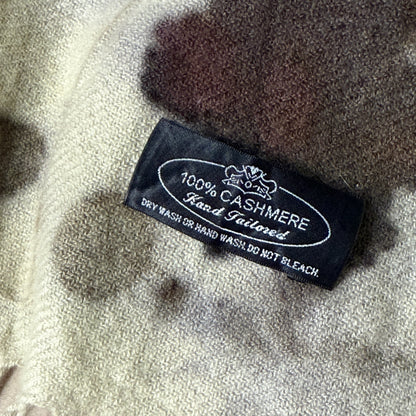 100% CASHMERE
Hand Tailored
DRY WASH OR HAND WASH. DO NOT BLEACH.